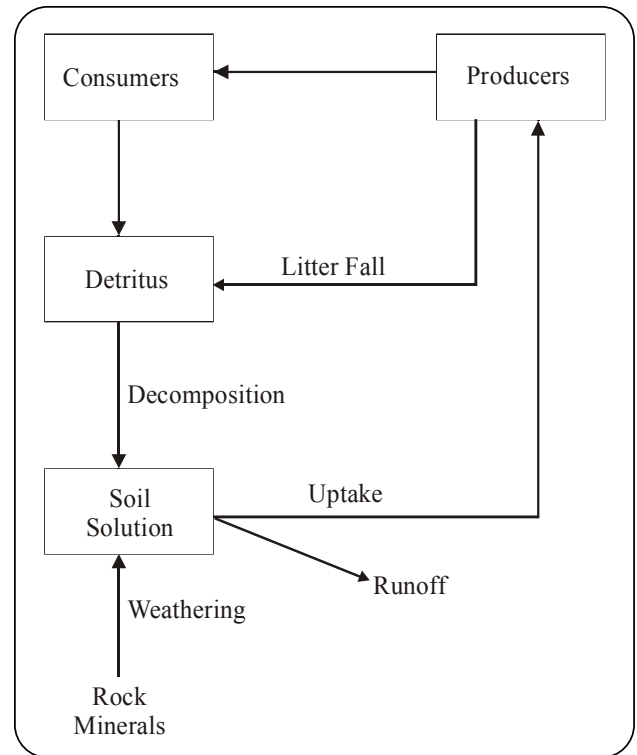 Consumers
Producers
Litter Fall
Detritus
Decomposition
Soil
Solution
Uptake
Runoff
Weathering
Rock
Minerals